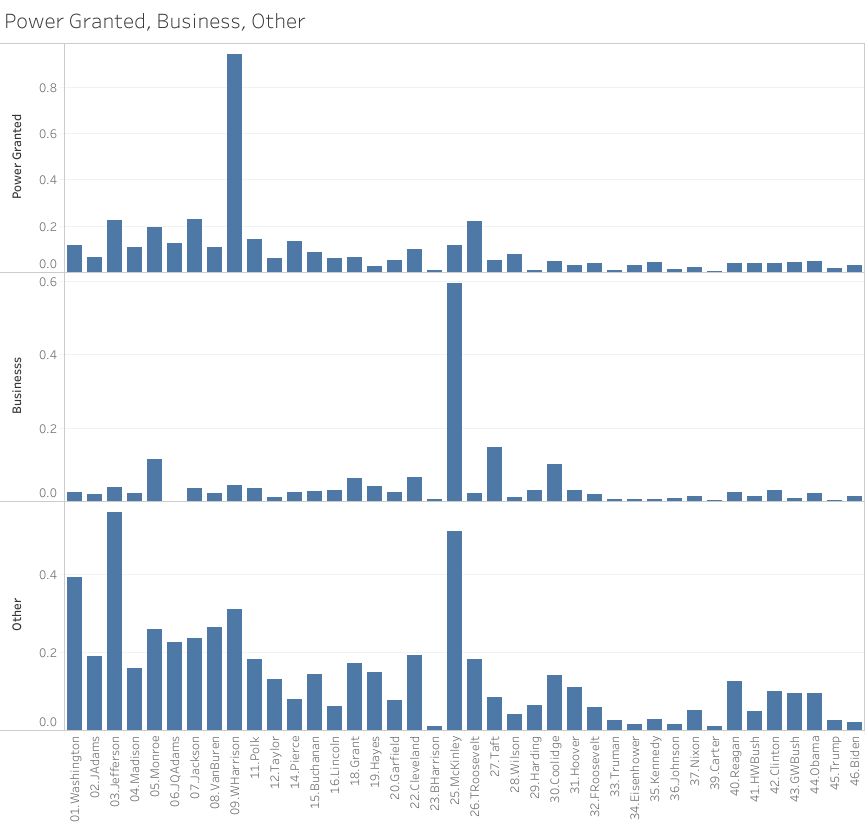 Power Granted, Business, Other
Power Granted
0.8
0.6
0.4
0.2
0.0
Businesss
0.6
0.4
0.2
0.0
Other
0.4
0.2
0.0
01.Washington
02.JAdams
03.Jefferson
04.Madison
05.Monroe
06.JQAdams
07.Jackson
08.VanBuren
09.WHarrison
11.Polk
12.Taylor
14.Pierce
15.Buchanan
16.Lincoln
18.Grant
19.Hayes
20.Garfield
22.Cleveland
23.BHarrison
25.McKinley
26.TRoosevelt
27.Taft
28.Wilson
29.Harding
30.Coolidge
31.Hoover
32.FRoosevelt
33.Truman
34.Eisenhower
35.Kennedy
36.Johnson
37.Nixon
39.Carter
40.Reagan
41.HWBush
42.Clinton
43.GWBush
44.Obama
45.Trump
46.Biden